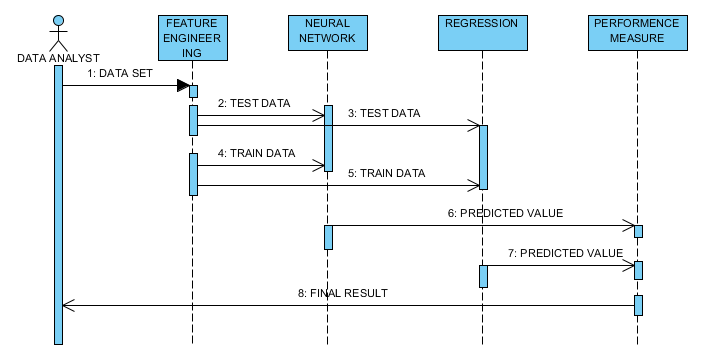 FEATURE
ENGINEER
ING
NEURAL
NETWORK
REGRESSION
PERFORMENCE
MEASURE
DATA ANALYST
1: DATA SET
2: TEST DATA
3: TEST DATA
4: TRAIN DATA
5: TRAIN DATA
6: PREDICTED VALUE
7: PREDICTED VALUE
8: FINAL RESULT